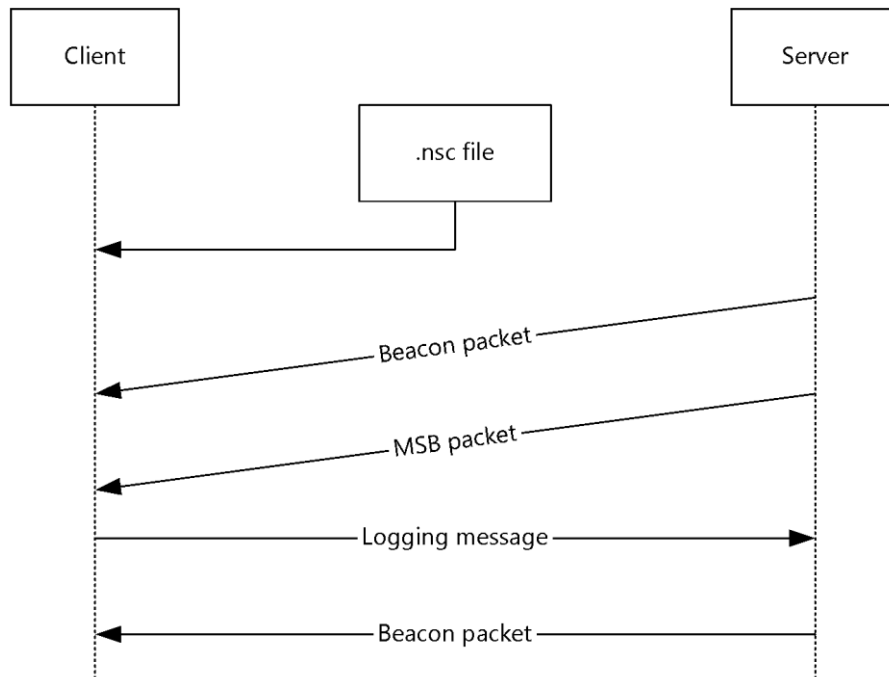 Client
Server
.nsc file
Beacon packet
MSB packet
Logging message
Beacon packet